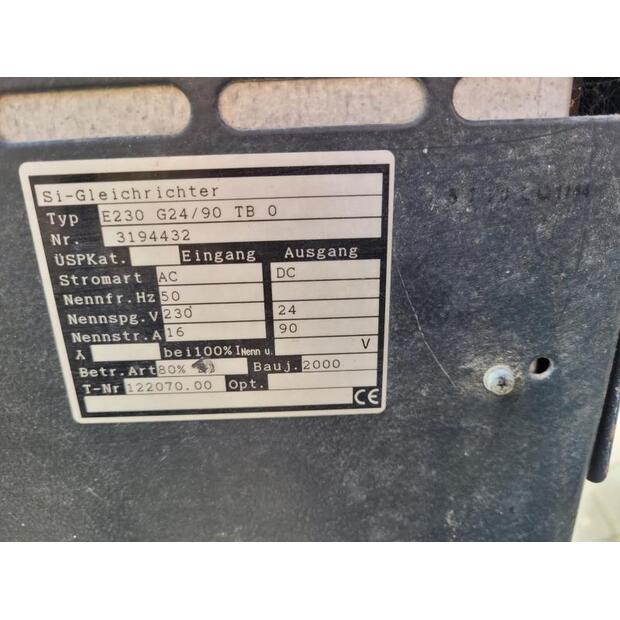 Si-Gleichrichter
Typ E230 G24/90 TB 0
Nr. 3194432
ÜSPKat. Eingang Ausgang
Stromart AC DC
Nennfr.Hz 50
Nennspg.V 230 24
Nennstr.A 16 90
λ bei100%INenn u. V
Betr.Art 80% Bauj. 2000
T-Nr 122070.00 Opt.
CE